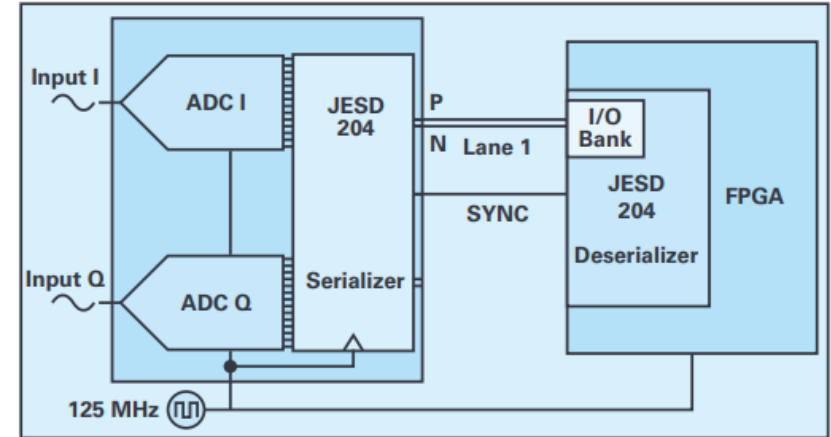 Input I
ADC I
JESD
204
P
N
Lane 1
I/O
Bank
JESD
204
Deserializer
FPGA
SYNC
Input Q
ADC Q
Serializer
125 MHz